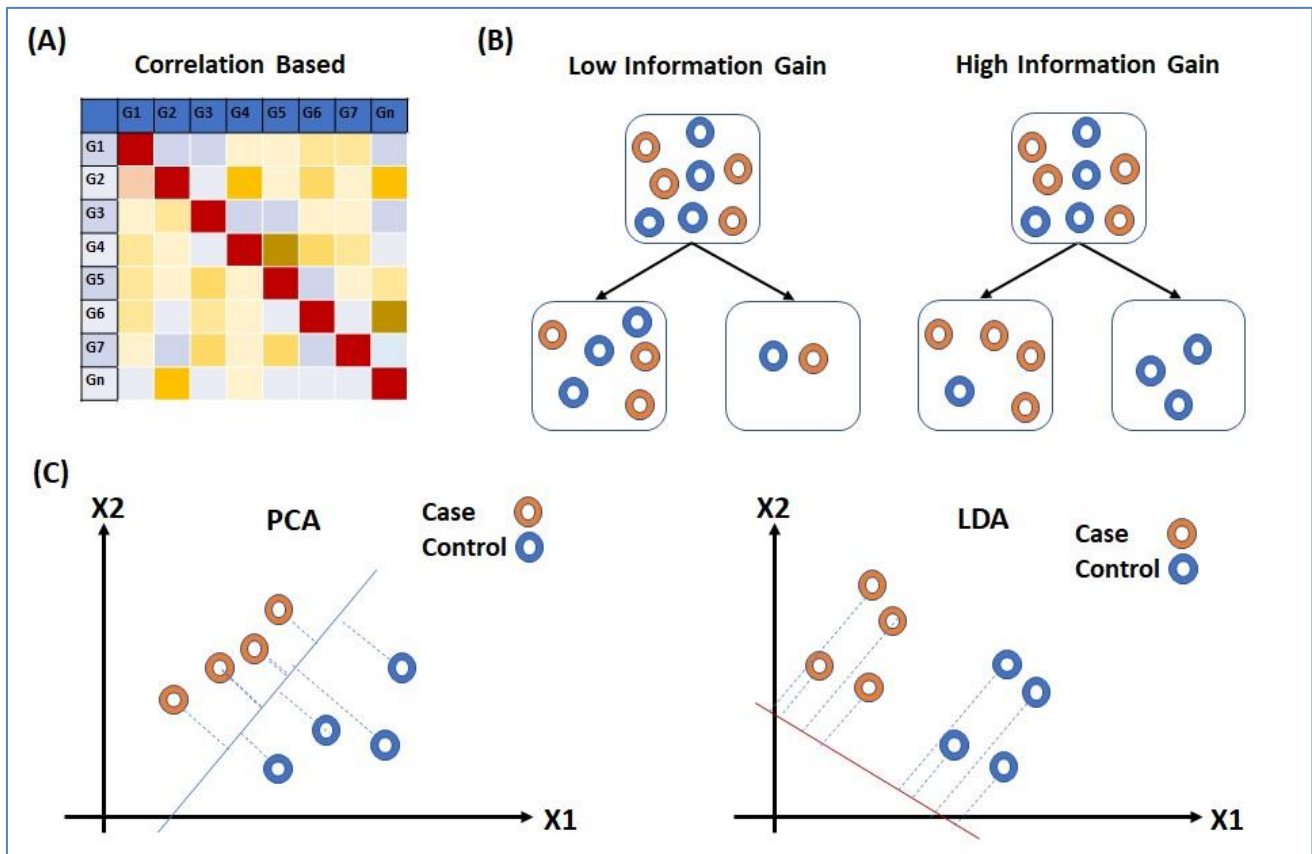 (A)
Correlation Based
G1 G2 G3 G4 G5 G6 G7 Gn
G1
G2
G3
G4
G5
G6
G7
Gn
(B)
Low Information Gain
High Information Gain
(C)
X2
PCA
Case
Control
X1
X2
LDA
Case
Control
X1